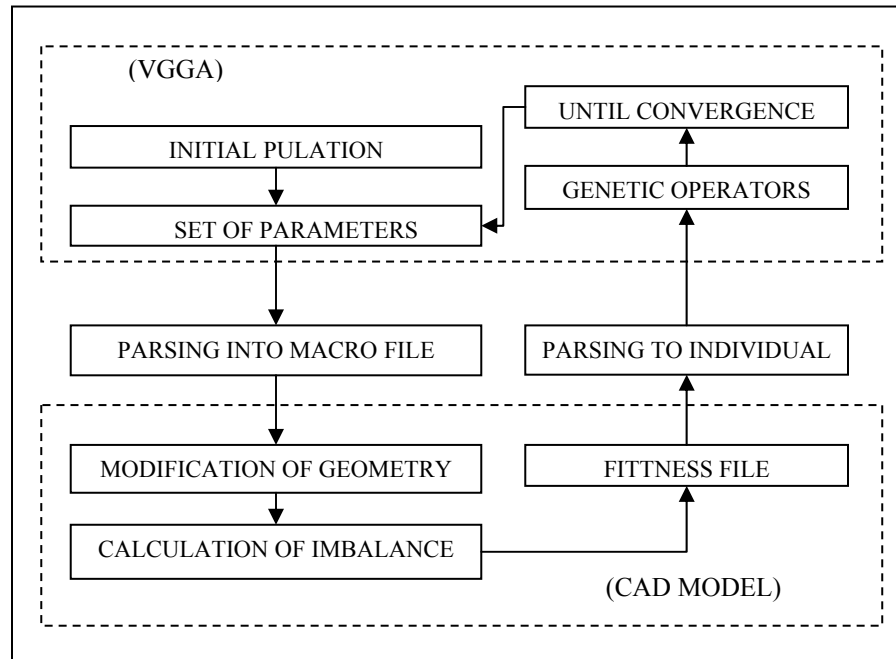 (VGGA)
UNTIL CONVERGENCE
INITIAL PULATION
GENETIC OPERATORS
SET OF PARAMETERS
PARSING INTO MACRO FILE
PARSING TO INDIVIDUAL
MODIFICATION OF GEOMETRY
FITTNESS FILE
CALCULATION OF IMBALANCE
(CAD MODEL)